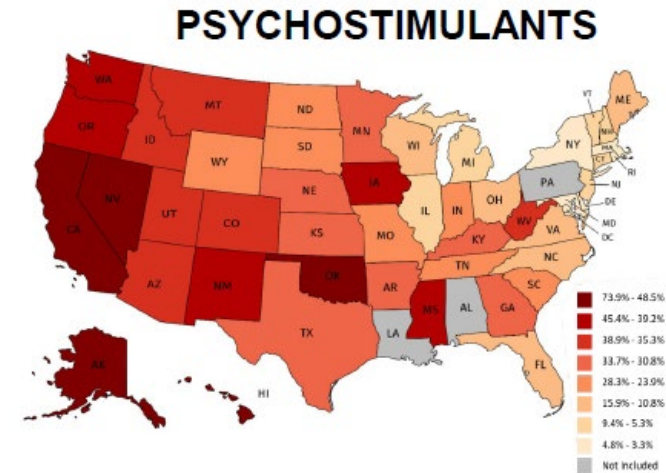 PSYCHOSTIMULANTS
WA
OR
CA
NV
ID
MT
WY
UT
CO
AZ
NM
ND
SD
NE
KS
OK
TX
MN
IA
MO
AR
LA
WI
IL
MI
IN
OH
KY
TN
MS
AL
GA
FL
SC
NC
VA
WV
PA
NY
VT
NH
ME
MA
CT
RI
NJ
DE
MD
DC
AK
HI
73.9% - 48.5%
45.4% - 39.2%
38.9% - 35.3%
33.7% - 30.8%
28.3% - 23.9%
15.9% - 10.8%
9.4% - 5.3%
4.8% - 3.3%
Not Included